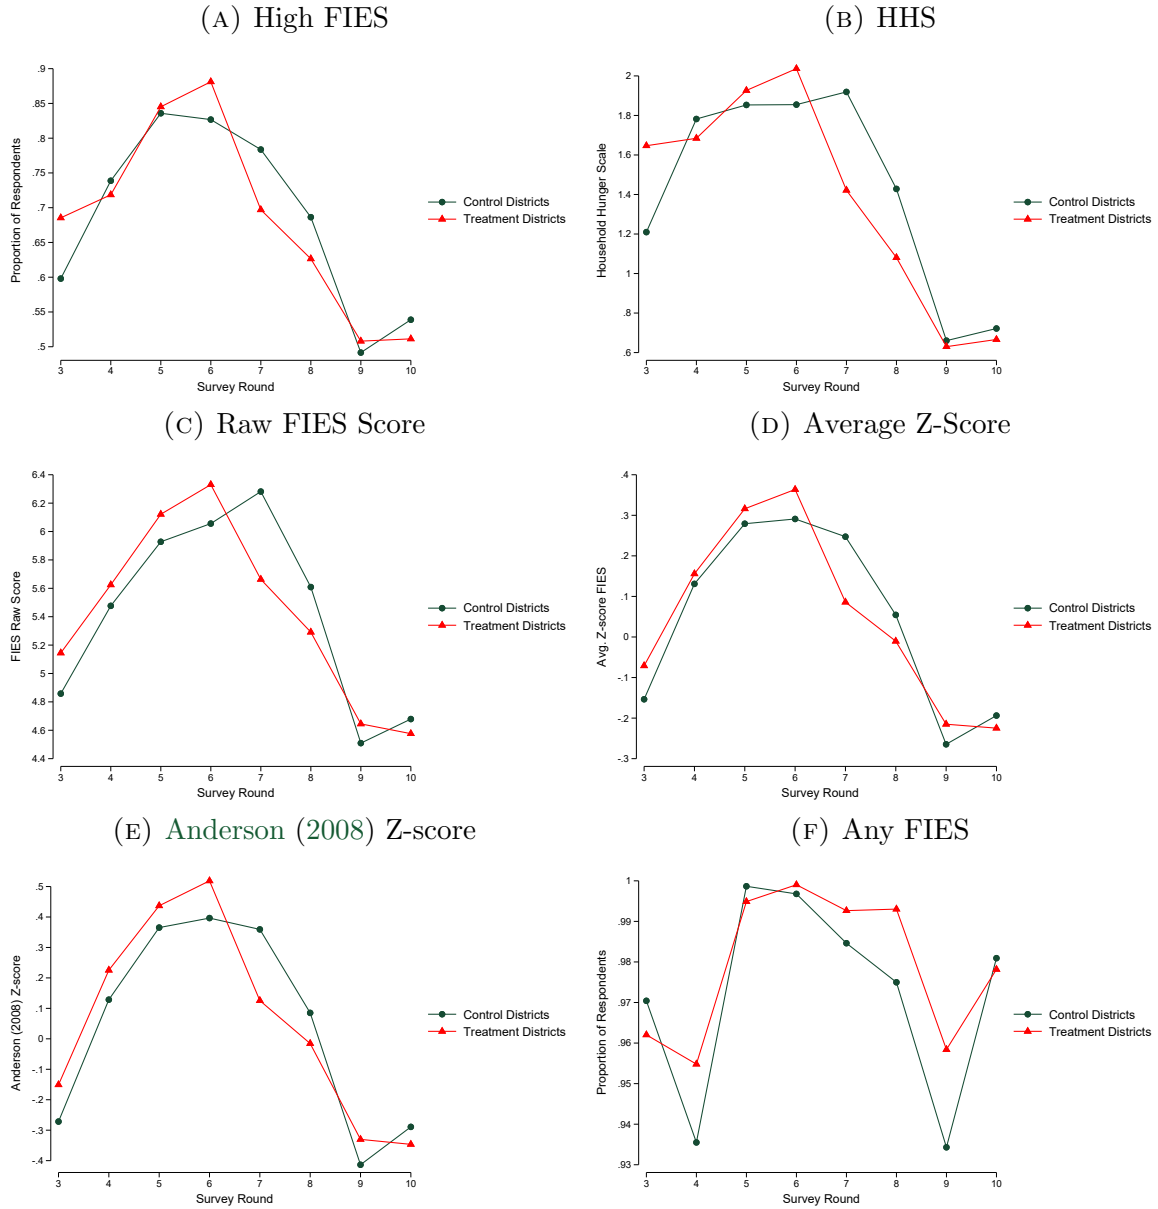 (A) High FIES
.9
.85
.8
.75
.7
.65
.6
.55
.5
Proportion of Respondents
3 4 5 6 7 8 9 10
Survey Round
Control Districts
Treatment Districts
(B) HHS
2
1.8
1.6
1.4
1.2
1
.8
.6
Household Hunger Scale
3 4 5 6 7 8 9 10
Survey Round
Control Districts
Treatment Districts
(C) Raw FIES Score
6.4
6.2
6
5.8
5.6
5.4
5.2
5
4.8
4.6
4.4
FIES Raw Score
3 4 5 6 7 8 9 10
Survey Round
Control Districts
Treatment Districts
(D) Average Z-Score
.4
.3
.2
.1
0
-.1
-.2
-.3
Avg. Z-score FIES
3 4 5 6 7 8 9 10
Survey Round
Control Districts
Treatment Districts
(E) Anderson (2008) Z-score
.5
.4
.3
.2
.1
0
-.1
-.2
-.3
-.4
Anderson (2008) Z-score
3 4 5 6 7 8 9 10
Survey Round
Control Districts
Treatment Districts
(F) Any FIES
1
.99
.98
.97
.96
.95
.94
.93
Proportion of Respondents
3 4 5 6 7 8 9 10
Survey Round
Control Districts
Treatment Districts